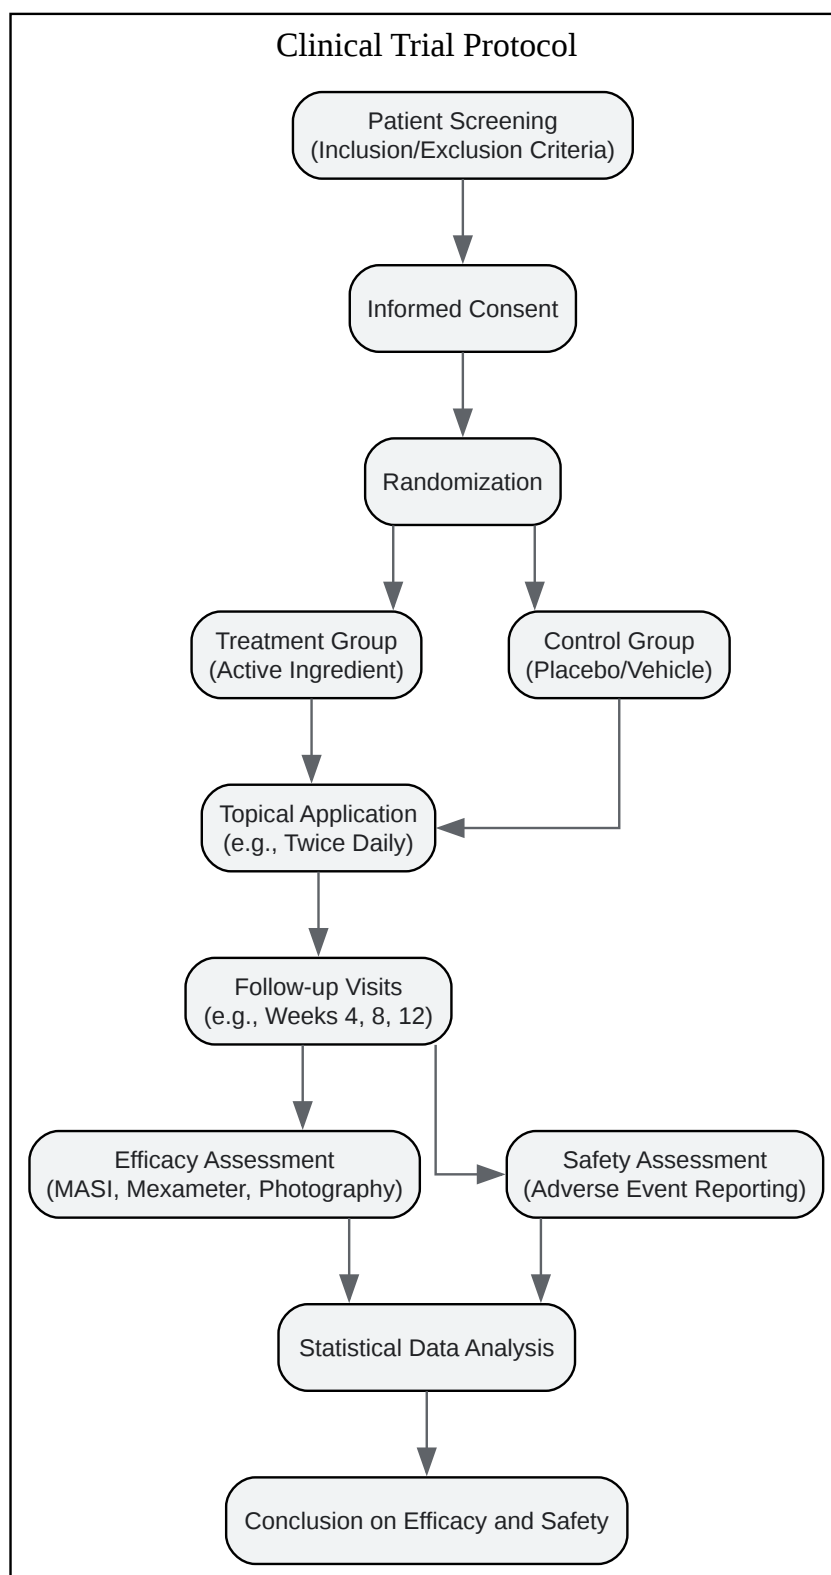 Clinical Trial Protocol
Patient Screening
(Inclusion/Exclusion Criteria)
Informed Consent
Randomization
Treatment Group
(Active Ingredient)
Control Group
(Placebo/Vehicle)
Topical Application
(e.g., Twice Daily)
Follow-up Visits
(e.g., Weeks 4, 8, 12)
Efficacy Assessment
(MASI, Mexameter, Photography)
Safety Assessment
(Adverse Event Reporting)
Statistical Data Analysis
Conclusion on Efficacy and Safety